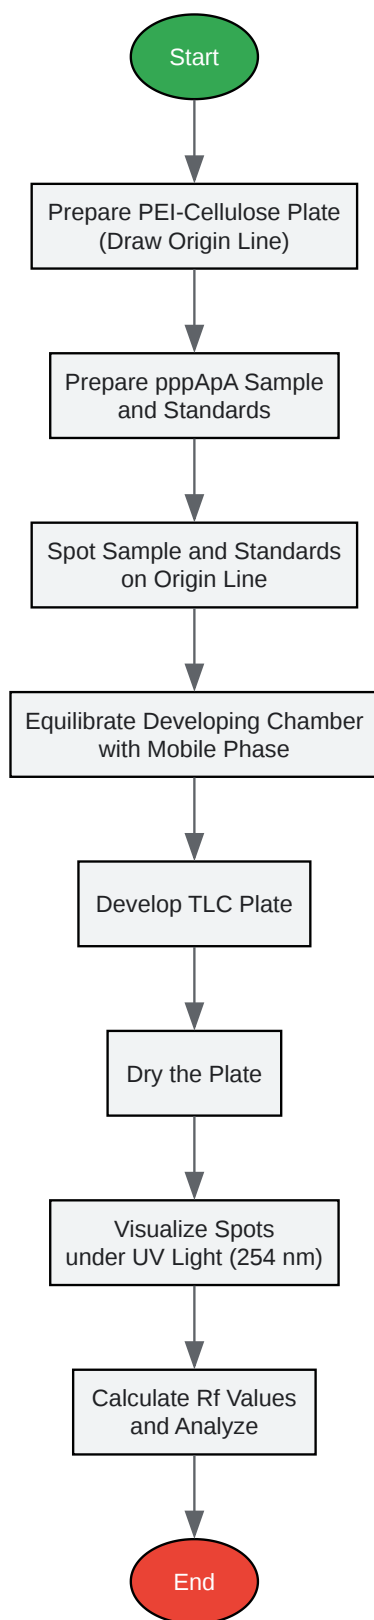 Start
Prepare PEI-Cellulose Plate
(Draw Origin Line)
Prepare pppApA Sample
and Standards
Spot Sample and Standards
on Origin Line
Equilibrate Developing Chamber
with Mobile Phase
Develop TLC Plate
Dry the Plate
Visualize Spots
under UV Light (254 nm)
Calculate Rf Values
and Analyze
End